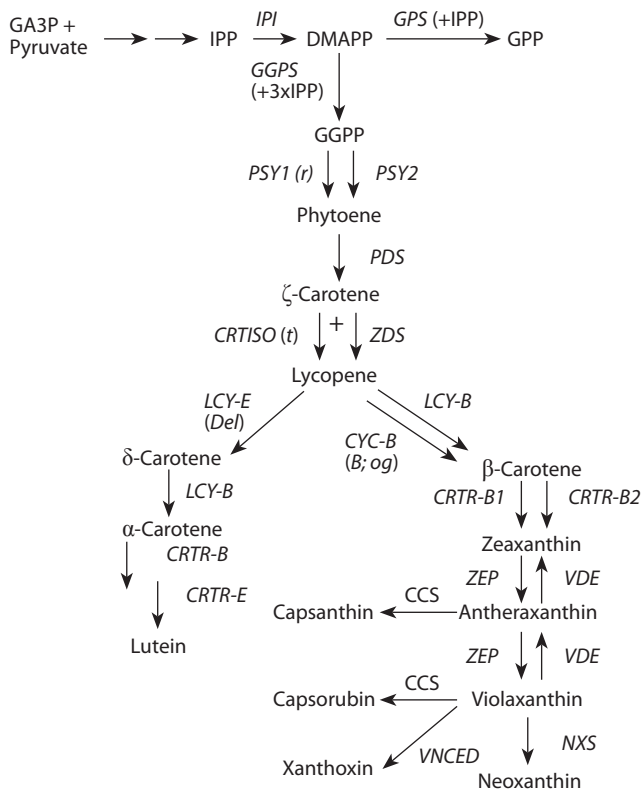 GA3P +
Pyruvate
IPP
IPI
DMAPP
GPS (+IPP)
GPP
GGPS
(+3xIPP)
GGPP
PSY1 (r)
PSY2
Phytoene
PDS
ζ-Carotene
CRTISO (t)
+
ZDS
Lycopene
LCY-E
(Del)
CYC-B
(B; og)
LCY-B
δ-Carotene
β-Carotene
LCY-B
CRTR-B1
CRTR-B2
α-Carotene
Zeaxanthin
CRTR-B
ZEP
VDE
CRTR-E
Capsanthin
CCS
Antheraxanthin
Lutein
ZEP
VDE
Capsorubin
CCS
Violaxanthin
Xanthoxin
VNCED
NXS
Neoxanthin